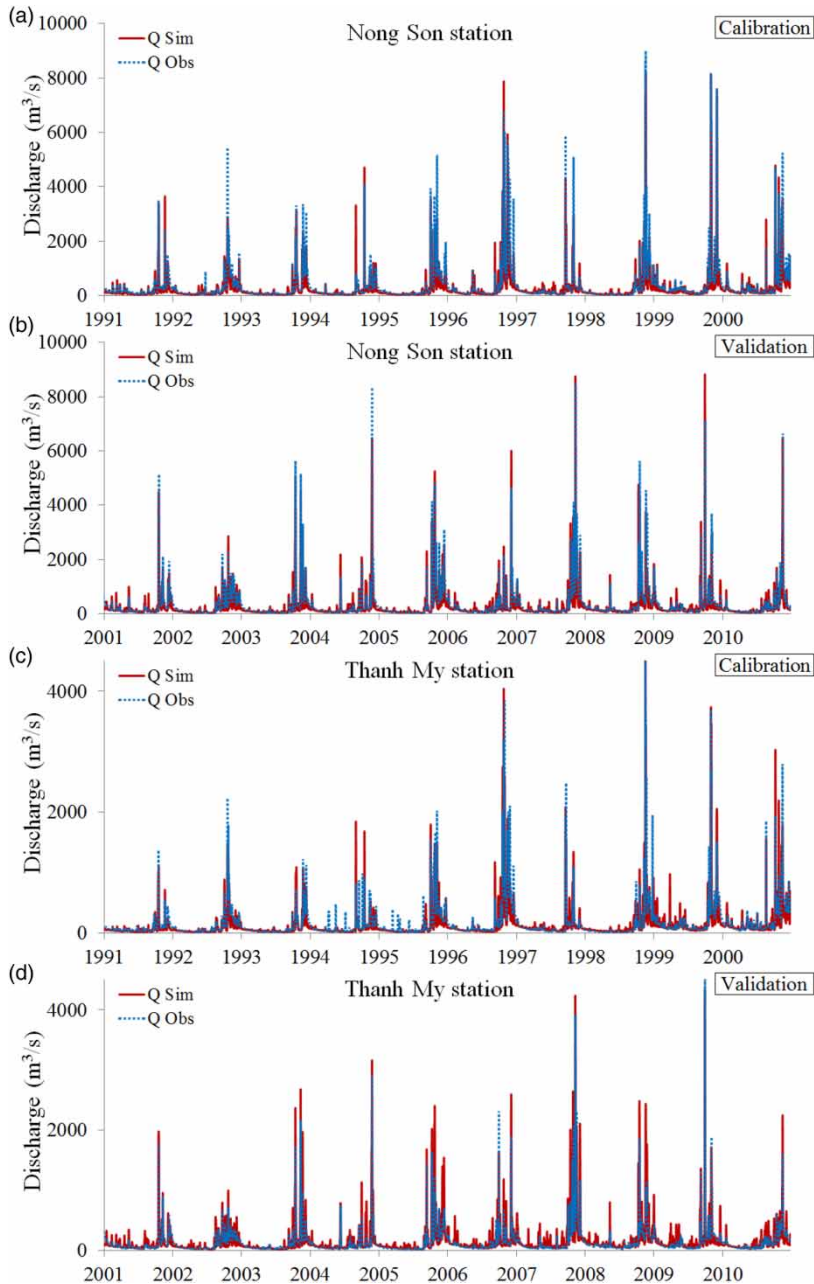 (a)
10000
8000
6000
4000
2000
0
Discharge (m³/s)
Q Sim
Q Obs
Nong Son station
Calibration
1991 1992 1993 1994 1995 1996 1997 1998 1999 2000
(b)
10000
8000
6000
4000
2000
0
Discharge (m³/s)
Q Sim
Q Obs
Nong Son station
Validation
2001 2002 2003 2004 2005 2006 2007 2008 2009 2010
(c)
4000
2000
0
Discharge (m³/s)
Q Sim
Q Obs
Thanh My station
Calibration
1991 1992 1993 1994 1995 1996 1997 1998 1999 2000
(d)
4000
2000
0
Discharge (m³/s)
Q Sim
Q Obs
Thanh My station
Validation
2001 2002 2003 2004 2005 2006 2007 2008 2009 2010